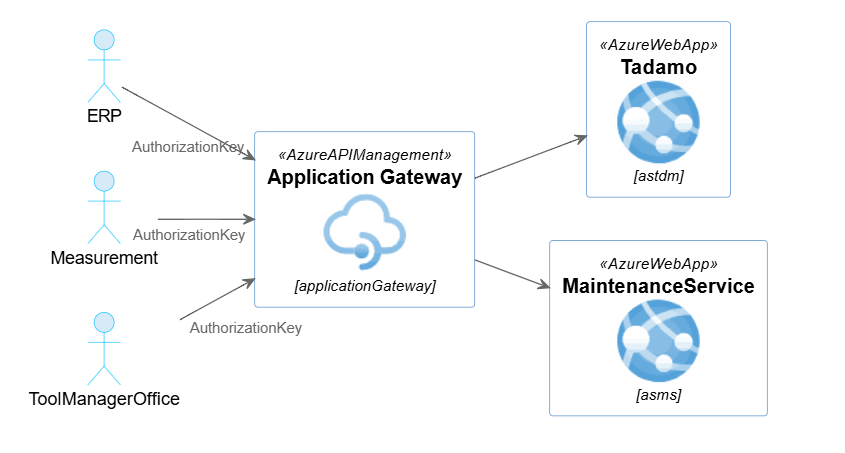 ERP
AuthorizationKey
Measurement
AuthorizationKey
ToolManagerOffice
AuthorizationKey
«AzureAPIManagement»
Application Gateway
[applicationGateway]
«AzureWebApp»
Tadamo
[astdm]
«AzureWebApp»
MaintenanceService
[asms]